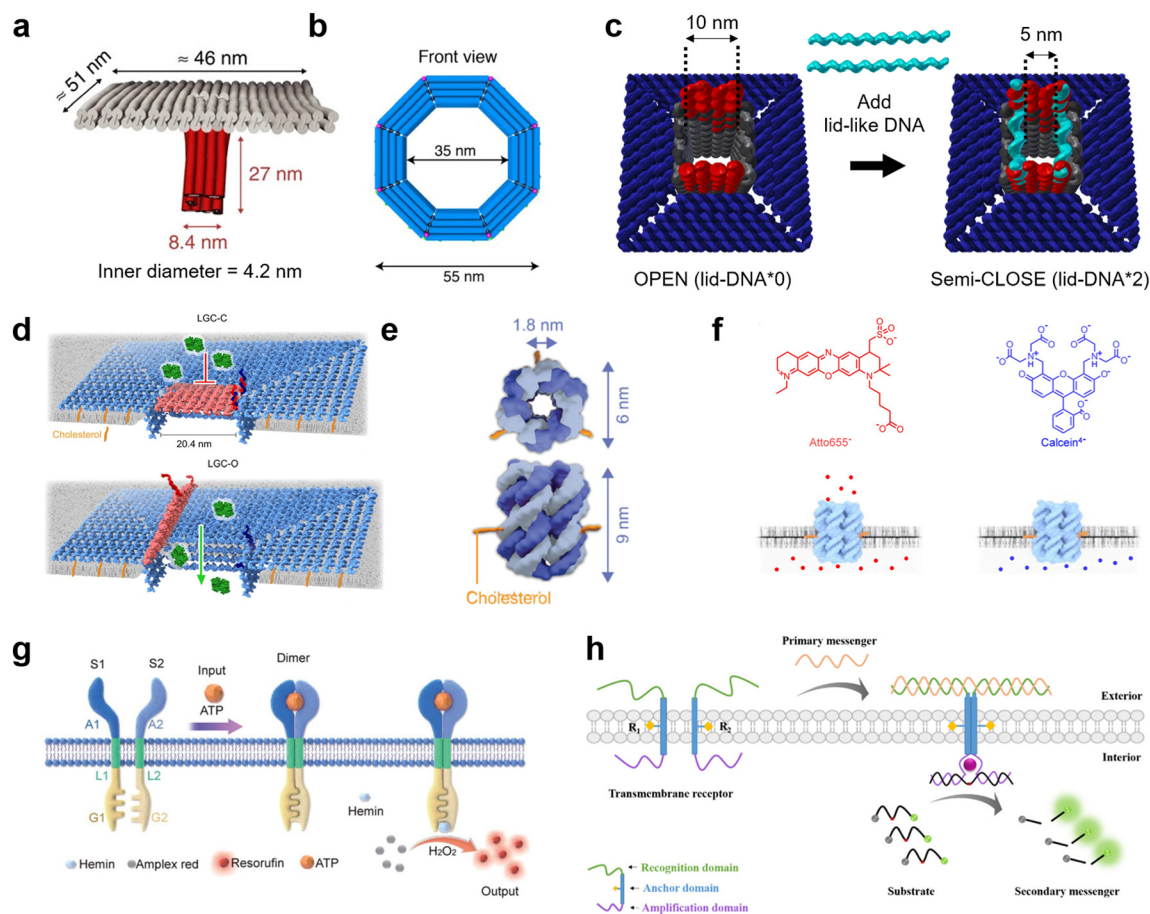 a
≈ 46 nm
≈ 51 nm
27 nm
8.4 nm
Inner diameter = 4.2 nm
b
Front view
35 nm
55 nm
c
10 nm
5 nm
Add
lid-like DNA
OPEN (lid-DNA*0)
Semi-CLOSE (lid-DNA*2)
d
LGC-C
Cholesterol
20.4 nm
LGC-O
e
1.8 nm
6 nm
9 nm
Cholesterol
f
Atto655⁻
Calcein⁴⁻
g
S1
S2
Input
ATP
Dimer
A1
A2
L1
L2
G1
G2
Hemin
H₂O₂
Output
Hemin
Amplex red
Resorufin
ATP
h
Primary messenger
Exterior
R₁
R₂
Interior
Transmembrane receptor
Recognition domain
Anchor domain
Amplification domain
Substrate
Secondary messenger